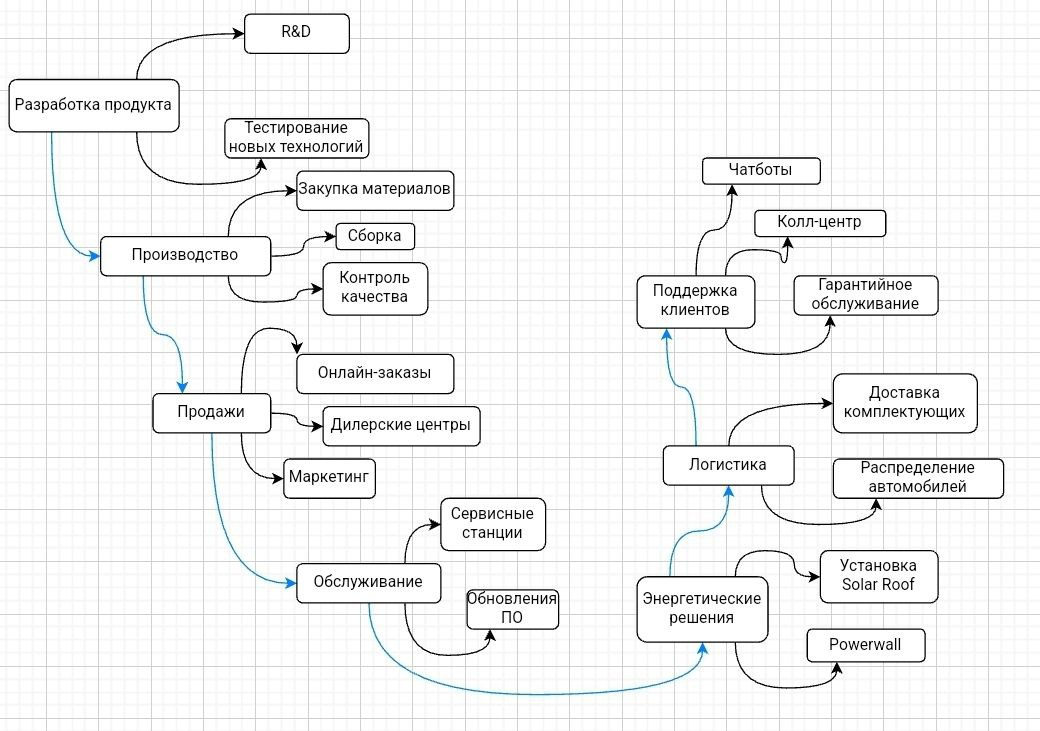 R&D
Разработка продукта
Тестирование
новых технологий
Закупка материалов
Производство
Сборка
Контроль
качества
Онлайн-заказы
Продажи
Дилерские центры
Маркетинг
Сервисные
станции
Обслуживание
Обновления
ПО
Чатботы
Колл-центр
Поддержка
клиентов
Гарантийное
обслуживание
Доставка
комплектующих
Логистика
Распределение
автомобилей
Установка
Solar Roof
Энергетические
решения
Powerwall